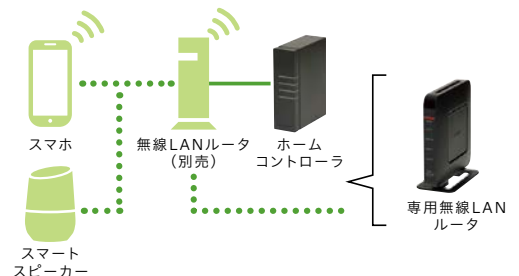 スマホ
無線LANルータ
（別売）
ホーム
コントローラ
専用無線LAN
ルータ
スマート
スピーカー